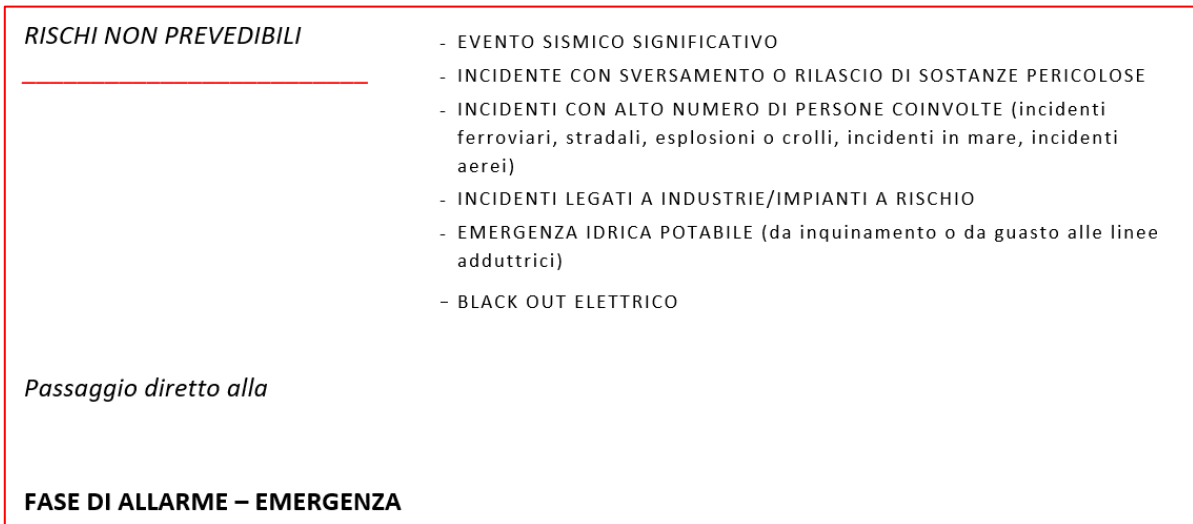 RISCHI NON PREVEDIBILI
- EVENTO SISMICO SIGNIFICATIVO
- INCIDENTE CON SVERSAMENTO O RILASCIO DI SOSTANZE PERICOLOSE
- INCIDENTI CON ALTO NUMERO DI PERSONE COINVOLTE (incidenti
ferroviari, stradali, esplosioni o crolli, incidenti in mare, incidenti
aerei)
- INCIDENTI LEGATI A INDUSTRIE/IMPIANTI A RISCHIO
- EMERGENZA IDRICA POTABILE (da inquinamento o da guasto alle linee
adduttrici)
– BLACK OUT ELETTRICO
Passaggio diretto alla
FASE DI ALLARME – EMERGENZA